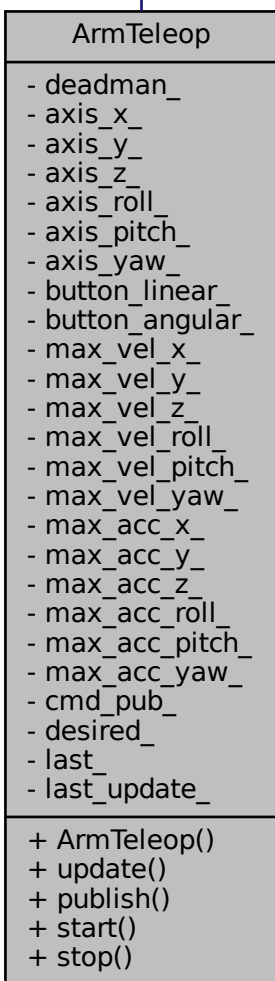 ArmTeleop
- deadman_
- axis_x_
- axis_y_
- axis_z_
- axis_roll_
- axis_pitch_
- axis_yaw_
- button_linear_
- button_angular_
- max_vel_x_
- max_vel_y_
- max_vel_z_
- max_vel_roll_
- max_vel_pitch_
- max_vel_yaw_
- max_acc_x_
- max_acc_y_
- max_acc_z_
- max_acc_roll_
- max_acc_pitch_
- max_acc_yaw_
- cmd_pub_
- desired_
- last_
- last_update_
+ ArmTeleop()
+ update()
+ publish()
+ start()
+ stop()